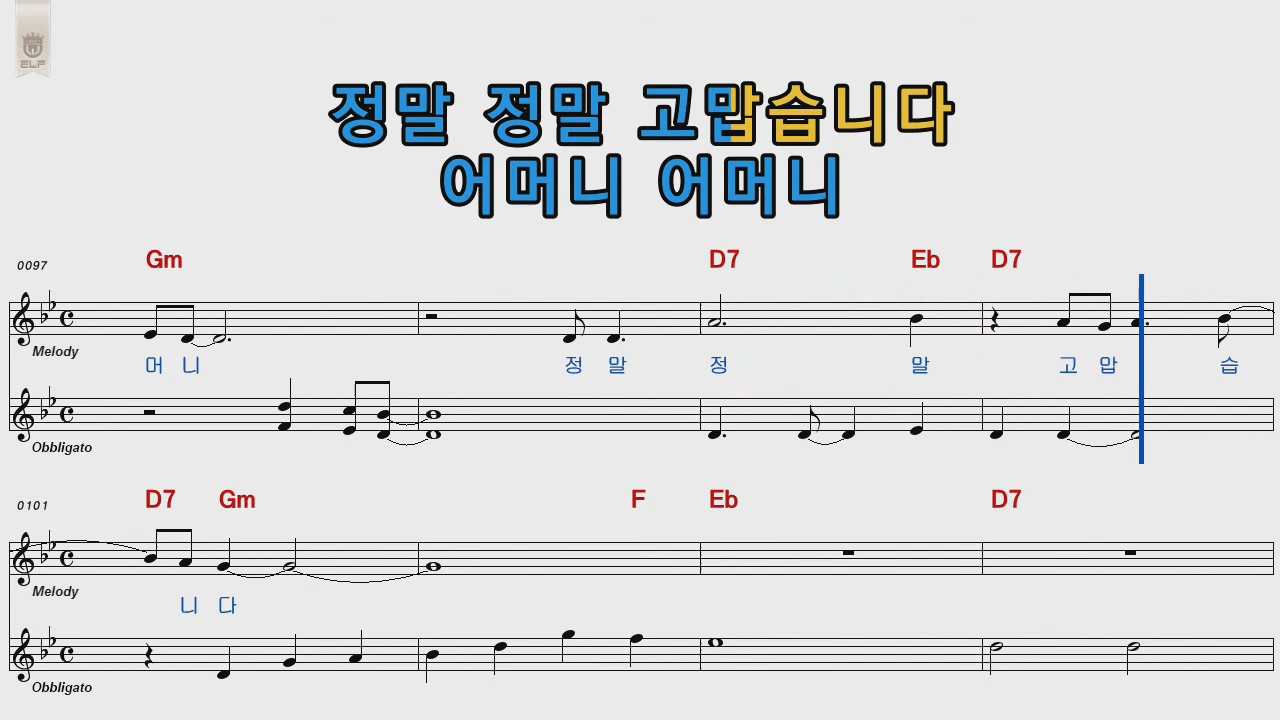 ELF
정말 정말 고맙습니다
어머니 어머니
0097 Gm D7 Eb D7
Melody
머 니 정 말 정 말 고 맙 습
Obbligato
0101 D7 Gm F Eb D7
Melody
니 다
Obbligato